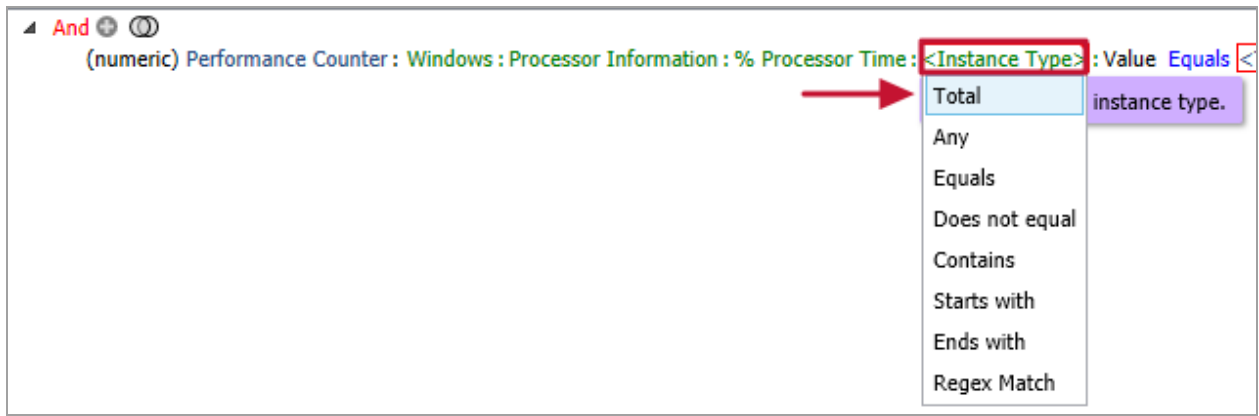 And
(numeric) Performance Counter : Windows : Processor Information : % Processor Time : <Instance Type> : Value Equals <
Total
instance type.
Any
Equals
Does not equal
Contains
Starts with
Ends with
Regex Match